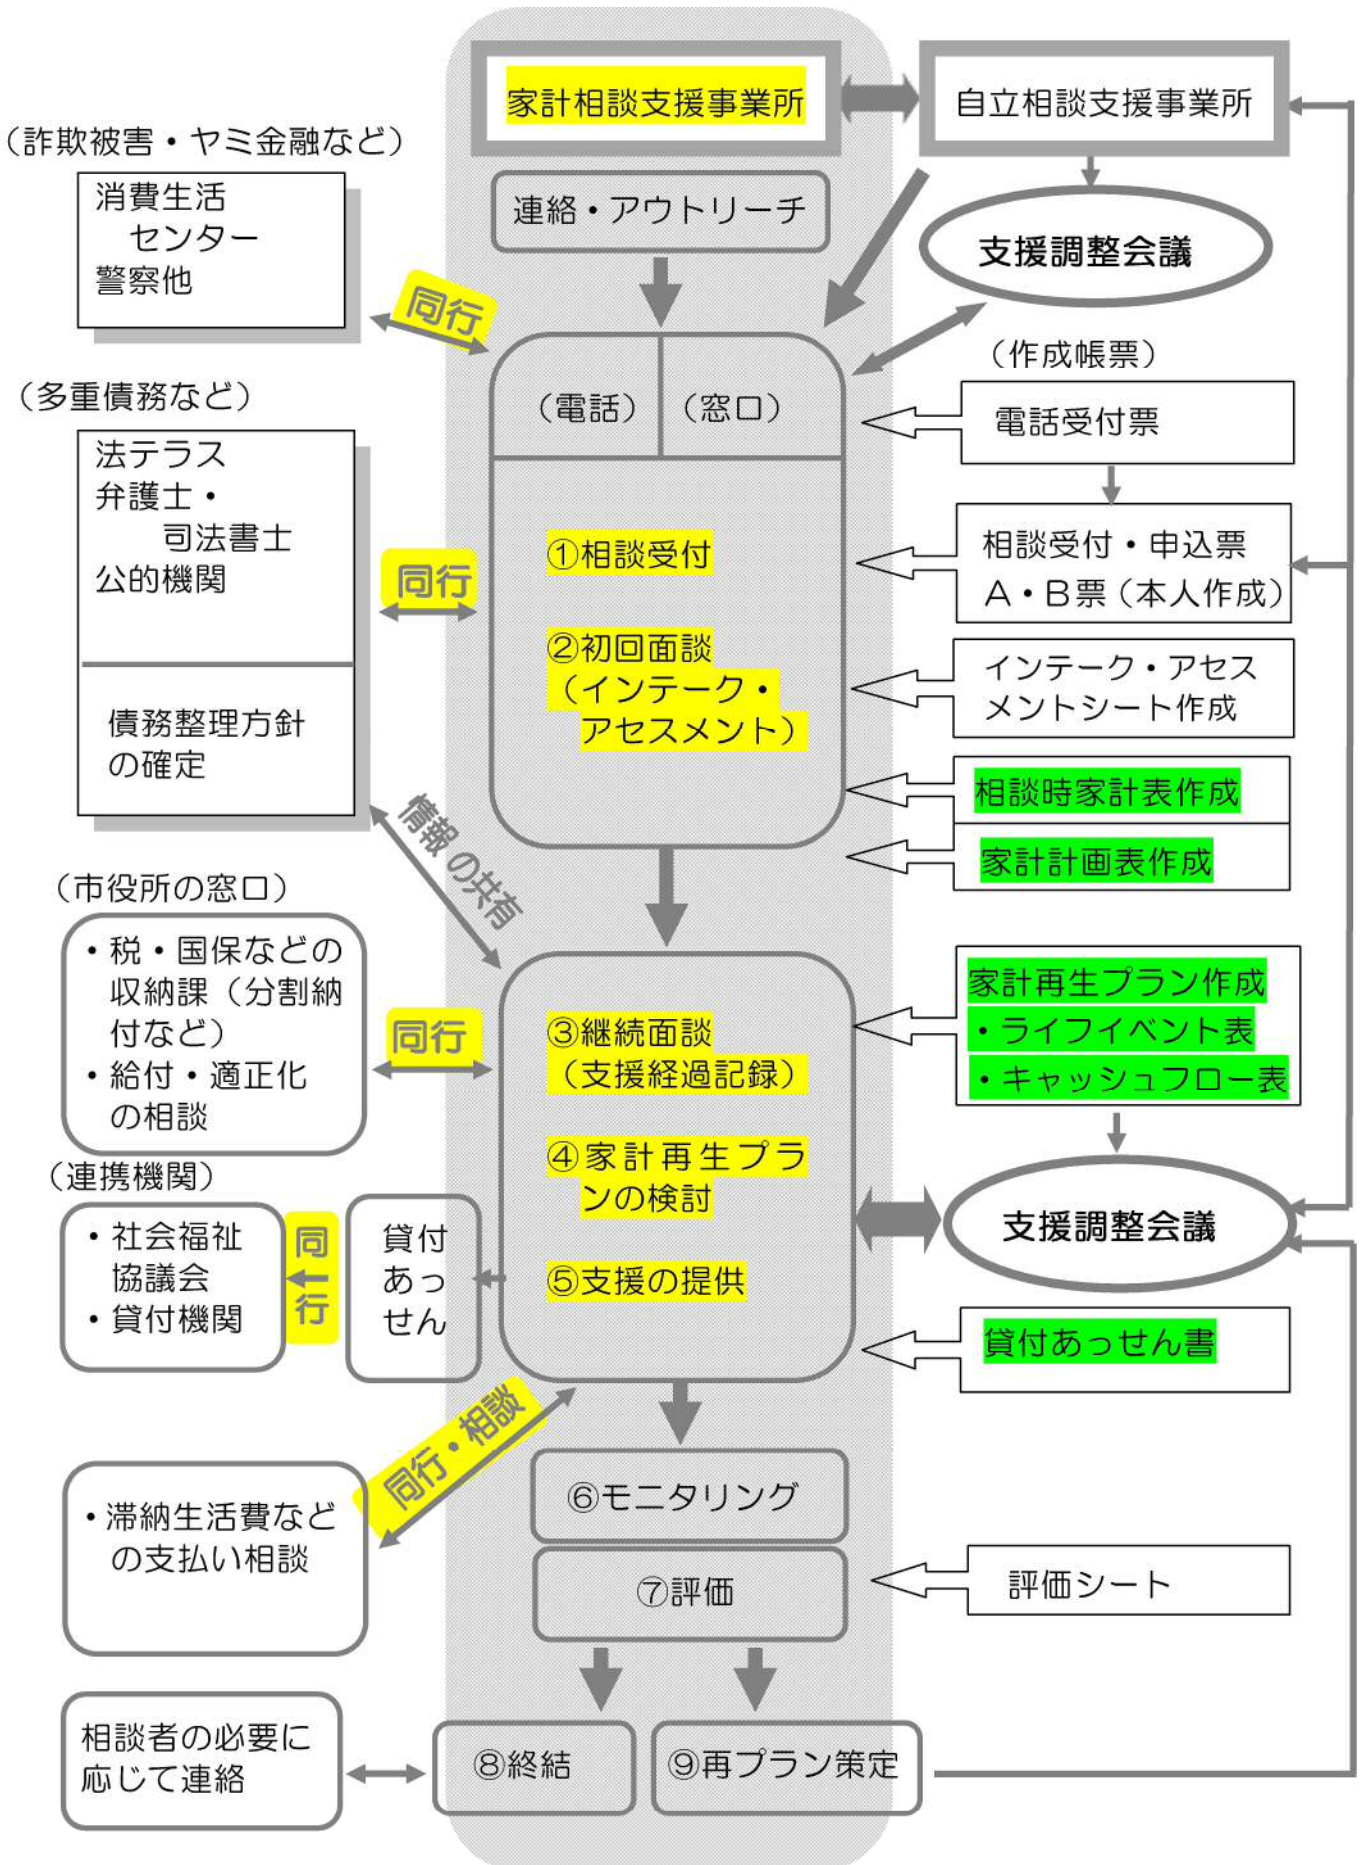 家計相談支援事業所
自立相談支援事業所
連絡・アウトリーチ
支援調整会議
（詐欺被害・ヤミ金融など）
消費生活
センター
警察他
同行
（電話）
（窓口）
①相談受付
②初回面談
（インテーク・
アセスメント）
（作成帳票）
電話受付票
相談受付・申込票
A・B票（本人作成）
インテーク・アセス
メントシート作成
相談時家計表作成
家計計画表作成
（多重債務など）
法テラス
弁護士・
司法書士
公的機関
債務整理方針
の確定
同行
情報の共有
（市役所の窓口）
・税・国保などの
収納課（分割納
付など）
・給付・適正化
の相談
同行
③継続面談
（支援経過記録）
④家計再生プラ
ンの検討
⑤支援の提供
家計再生プラン作成
・ライフイベント表
・キャッシュフロー表
支援調整会議
貸付あっせん書
（連携機関）
・社会福祉
協議会
・貸付機関
同
行
貸付
あっ
せん
同行・相談
・滞納生活費など
の支払い相談
⑥モニタリング
⑦評価
評価シート
相談者の必要に
応じて連絡
⑧終結
⑨再プラン策定